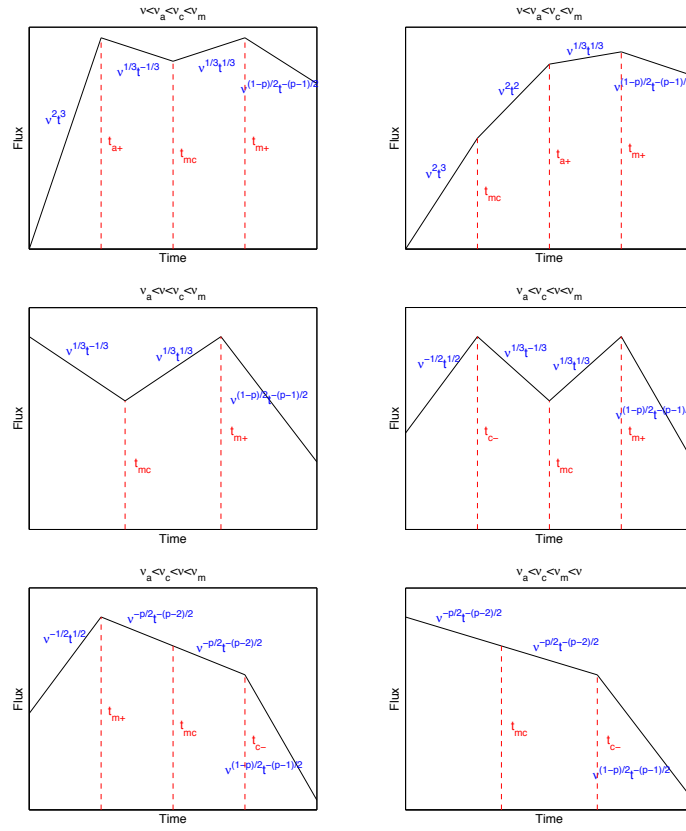 ν<ν_a<ν_c<ν_m
Flux
ν^2t^3
ν^{1/3}t^{-1/3}
ν^{1/3}t^{1/3}
ν^{(1-p)/2}t^{-(p-1)/2}
t_{a+}
t_{mc}
t_{m+}
Time
ν<ν_a<ν_c<ν_m
Flux
ν^2t^3
ν^2t^2
ν^{1/3}t^{1/3}
ν^{(1-p)/2}t^{-(p-1)/2}
t_{mc}
t_{a+}
t_{m+}
Time
ν_a<ν<ν_c<ν_m
Flux
ν^{1/3}t^{-1/3}
ν^{1/3}t^{1/3}
ν^{(1-p)/2}t^{-(p-1)/2}
t_{mc}
t_{m+}
Time
ν_a<ν_c<ν<ν_m
Flux
ν^{-1/2}t^{1/2}
ν^{1/3}t^{-1/3}
ν^{1/3}t^{1/3}
ν^{(1-p)/2}t^{-(p-1)/2}
t_{c-}
t_{mc}
t_{m+}
Time
ν_a<ν_c<ν<ν_m
Flux
ν^{-1/2}t^{1/2}
ν^{-p/2}t^{-(p-2)/2}
ν^{-p/2}t^{-(p-2)/2}
t_{m+}
t_{mc}
t_{c-}
ν^{(1-p)/2}t^{-(p-1)/2}
Time
ν_a<ν_c<ν_m<ν
Flux
ν^{-p/2}t^{-(p-2)/2}
ν^{-p/2}t^{-(p-2)/2}
t_{mc}
t_{c-}
ν^{(1-p)/2}t^{-(p-1)/2}
Time